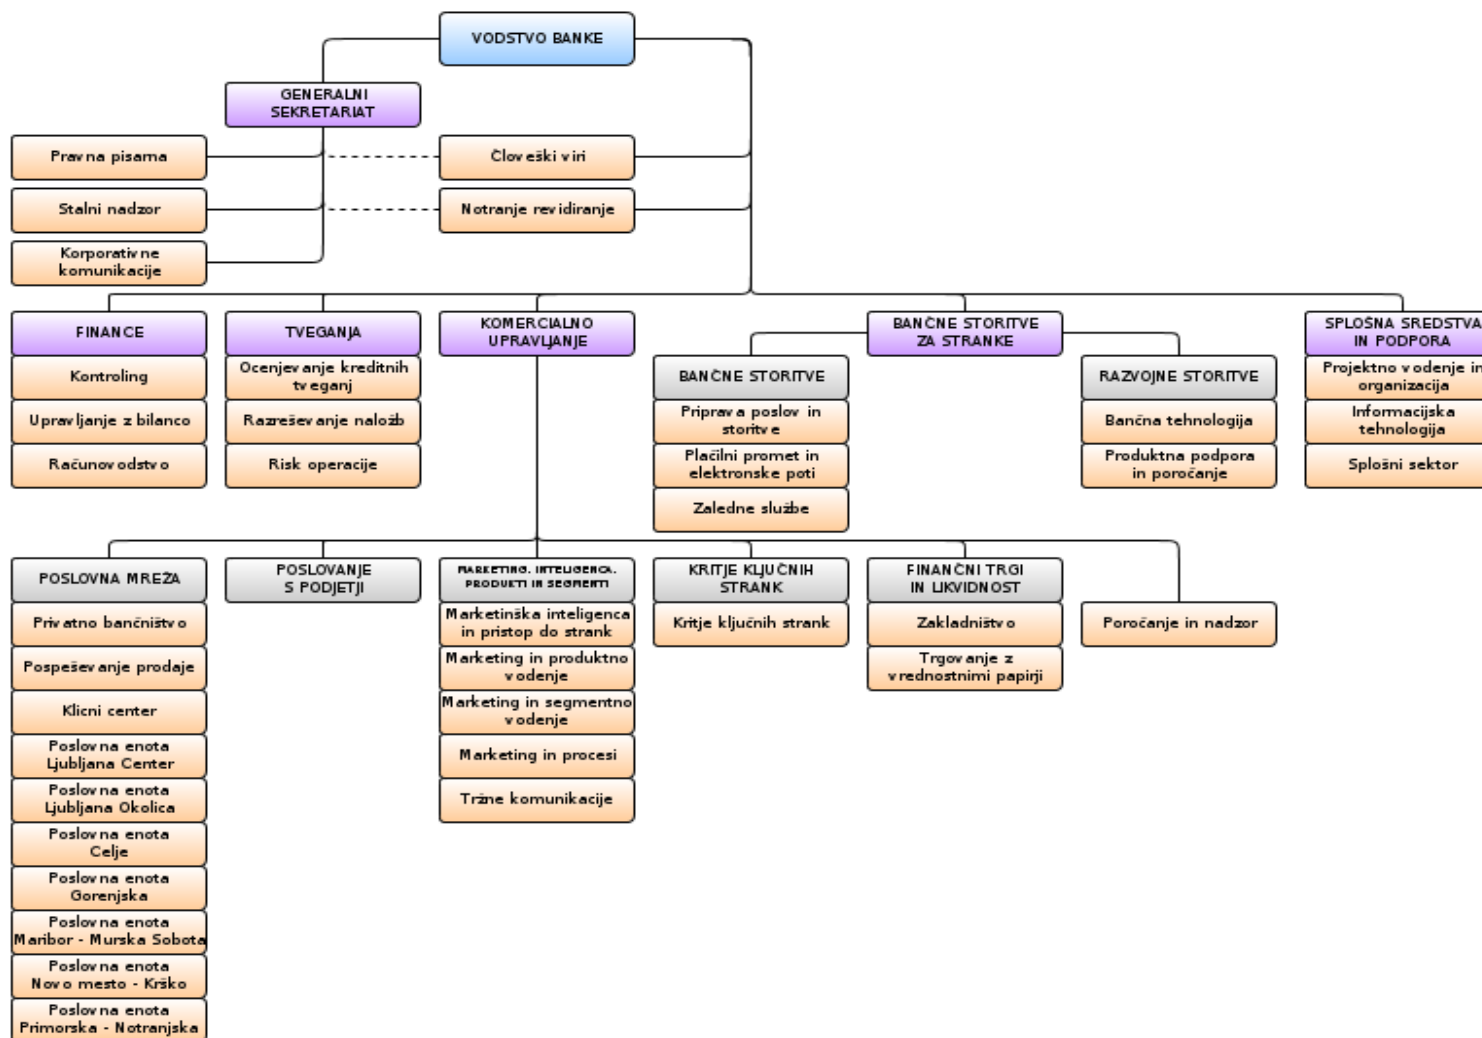 VODSTVO BANKE
GENERALNI
SEKRETARIAT
Pravna pisarna
Človeški viri
Stalni nadzor
Notranje revidiranje
Korporativne
komunikacije
FINANCE
Kontroling
Upravljanje z bilanco
Računovodstvo
TVEGANJA
Ocenjevanje kreditnih
tveganj
Razreševanje naložb
Risk operacije
KOMERCIALNO
UPRAVLJANJE
BANČNE STORITVE
ZA STRANKE
BANČNE STORITVE
Priprava poslov in
storitve
Plačilni promet in
elektronske poti
Zaledne službe
RAZVOJNE STORITVE
Bančna tehnologija
Produktna podpora
in poročanje
SPLOŠNA SREDSTVA
IN PODPORA
Projektno vodenje in
organizacija
Informacijska
tehnologija
Splošni sektor
POSLOVNA MREŽA
Privatno bančništvo
Pospeševanje prodaje
Klicni center
Poslovna enota
Ljubljana Center
Poslovna enota
Ljubljana Okolica
Poslovna enota
Celje
Poslovna enota
Gorenjska
Poslovna enota
Maribor - Murska Sobota
Poslovna enota
Novo mesto - Krško
Poslovna enota
Primorska - Notranjska
POSLOVANJE
S PODJETJI
MARKETING, INTELIGENCA,
PRODUKTI IN SEGMENTI
Marketinška inteligenca
in pristop do strank
Marketing in produktno
vodenje
Marketing in segmentno
vodenje
Marketing in procesi
Tržne komunikacije
KRITJE KLJUČNIH
STRANK
Kritje ključnih strank
FINANČNI TRGI
IN LIKVIDNOST
Zakladništvo
Trgovanje z
vrednostnimi papirji
Poročanje in nadzor